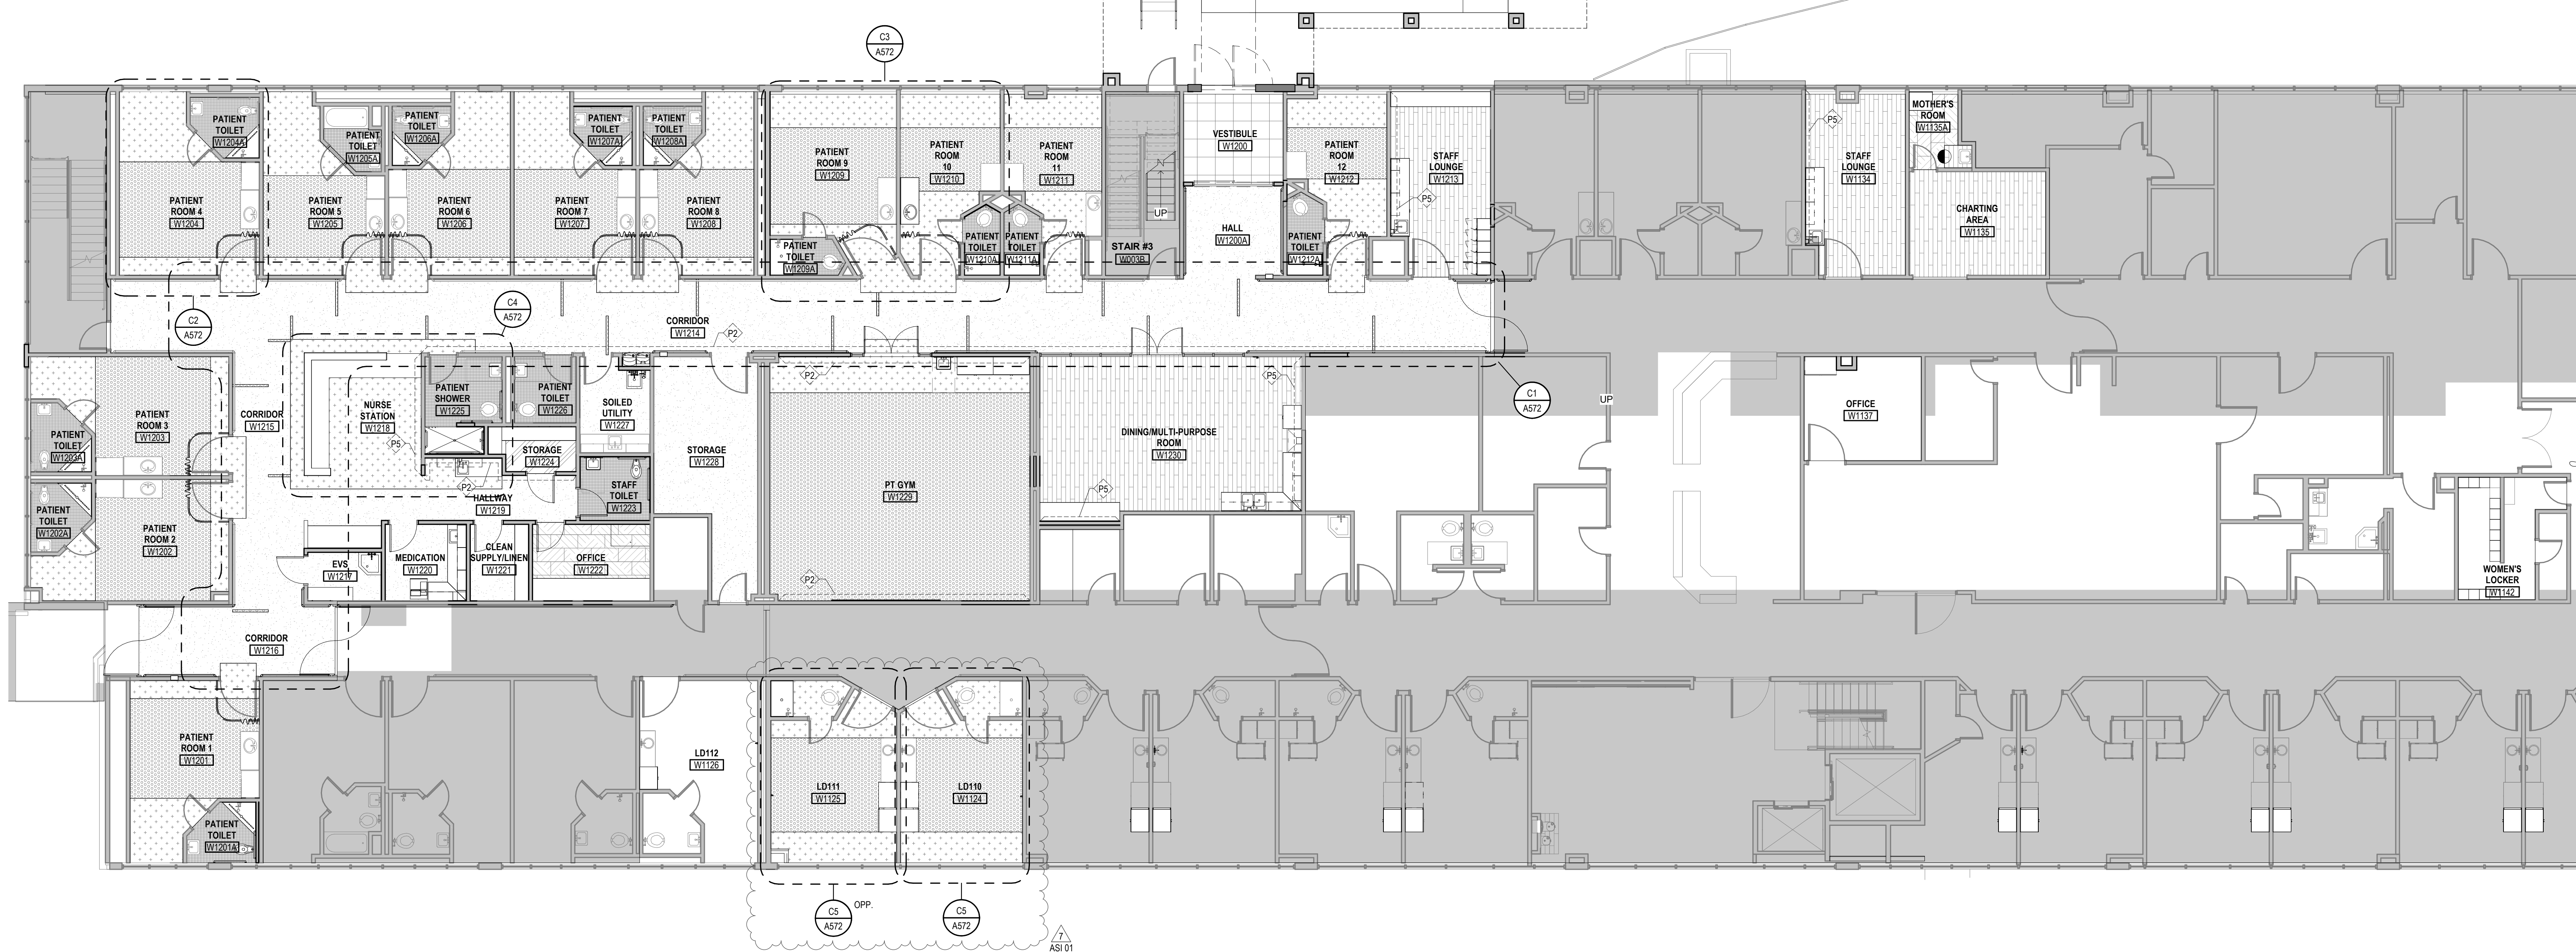 C3
A572
PATIENT
TOILET
W1204A
PATIENT
TOILET
W1205A
PATIENT
TOILET
W1206A
PATIENT
TOILET
W1207A
PATIENT
TOILET
W1208A
PATIENT
ROOM 4
W1204
PATIENT
ROOM 5
W1205
PATIENT
ROOM 6
W1206
PATIENT
ROOM 7
W1207
PATIENT
ROOM 8
W1208
PATIENT
ROOM 9
W1209
PATIENT
ROOM
10
W1210
PATIENT
ROOM
11
W1211
PATIENT
TOILET
W1209A
PATIENT
TOILET
W1210A
PATIENT
TOILET
W1211A
UP
STAIR #3
W003B
VESTIBULE
W1200
HALL
W1200A
PATIENT
ROOM
12
W1212
PATIENT
TOILET
W1212A
STAFF
LOUNGE
W1213
P5
P5
STAFF
LOUNGE
W1134
MOTHER'S
ROOM
W1135A
CHARTING
AREA
W1135
C2
A572
C4
A572
CORRIDOR
W1214
P2
C1
A572
PATIENT
ROOM 3
W1203
PATIENT
TOILET
W1203A
PATIENT
TOILET
W1202A
PATIENT
ROOM 2
W1202
CORRIDOR
W1215
NURSE
STATION
W1218
P5
PATIENT
SHOWER
W1225
PATIENT
TOILET
W1226
SOILED
UTILITY
W1227
STORAGE
W1224
P2
HALLWAY
W1219
STAFF
TOILET
W1223
STORAGE
W1228
P2
PT GYM
W1229
P2
DINING/MULTI-PURPOSE
ROOM
W1230
P5
P5
UP
OFFICE
W1137
WOMEN'S
LOCKER
W1142
EVS
W1217
MEDICATION
W1220
CLEAN
SUPPLY/LINEN
W1221
OFFICE
W1222
CORRIDOR
W1216
PATIENT
ROOM 1
W1201
PATIENT
TOILET
W1201A
LD112
W1126
LD111
W1125
LD110
W1124
C5
A572
OPP.
C5
A572
7
ASI 01